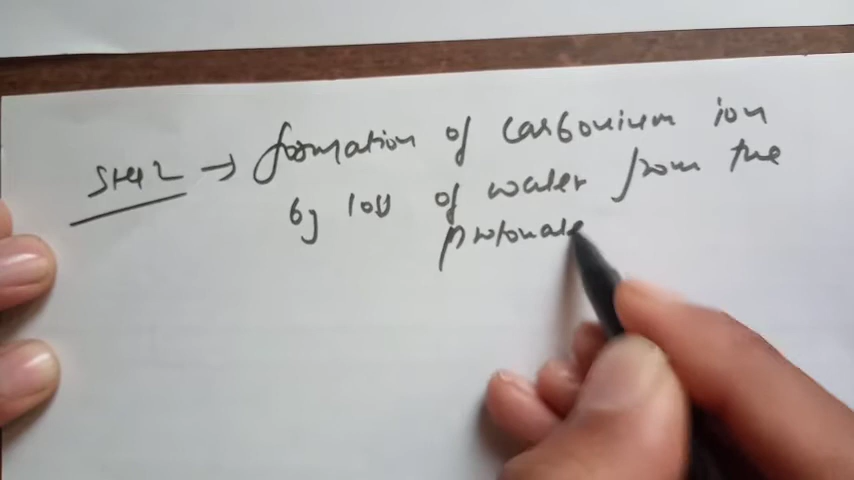 Step 2 → formation of carbonium ion
by loss of water from the
protonate